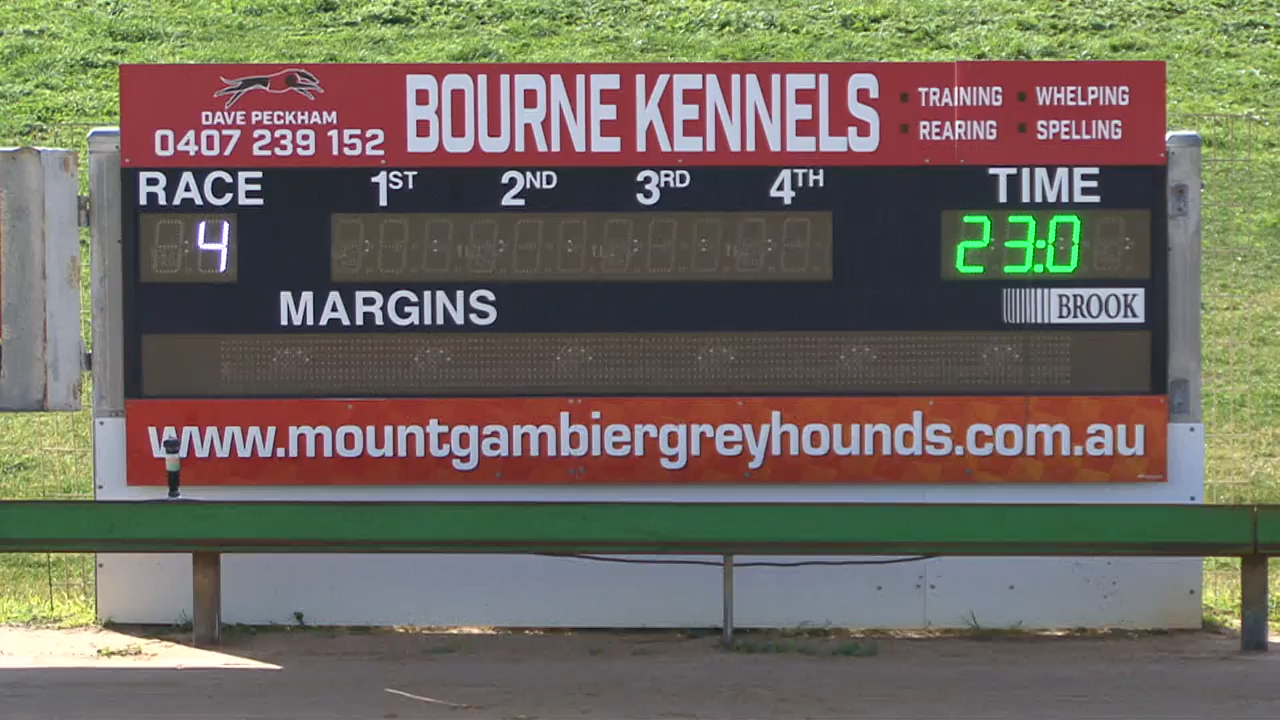 DAVE PECKHAM
0407 239 152
BOURNE KENNELS
TRAINING WHELPING
REARING SPELLING
RACE 1ST 2ND 3RD 4TH TIME
4 23:0
MARGINS
BROOK
www.mountgambiergreyhounds.com.au